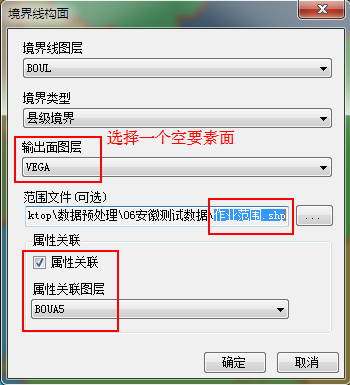 境界线构面
境界线图层
BOUL
境界类型
县级境界
选择一个空要素面
输出面图层
VEGA
范围文件(可选)
ktop\数据预处理\06安徽测试数据\作业范围.shp
...
属性关联
属性关联
属性关联图层
BOUA5
确定
取消